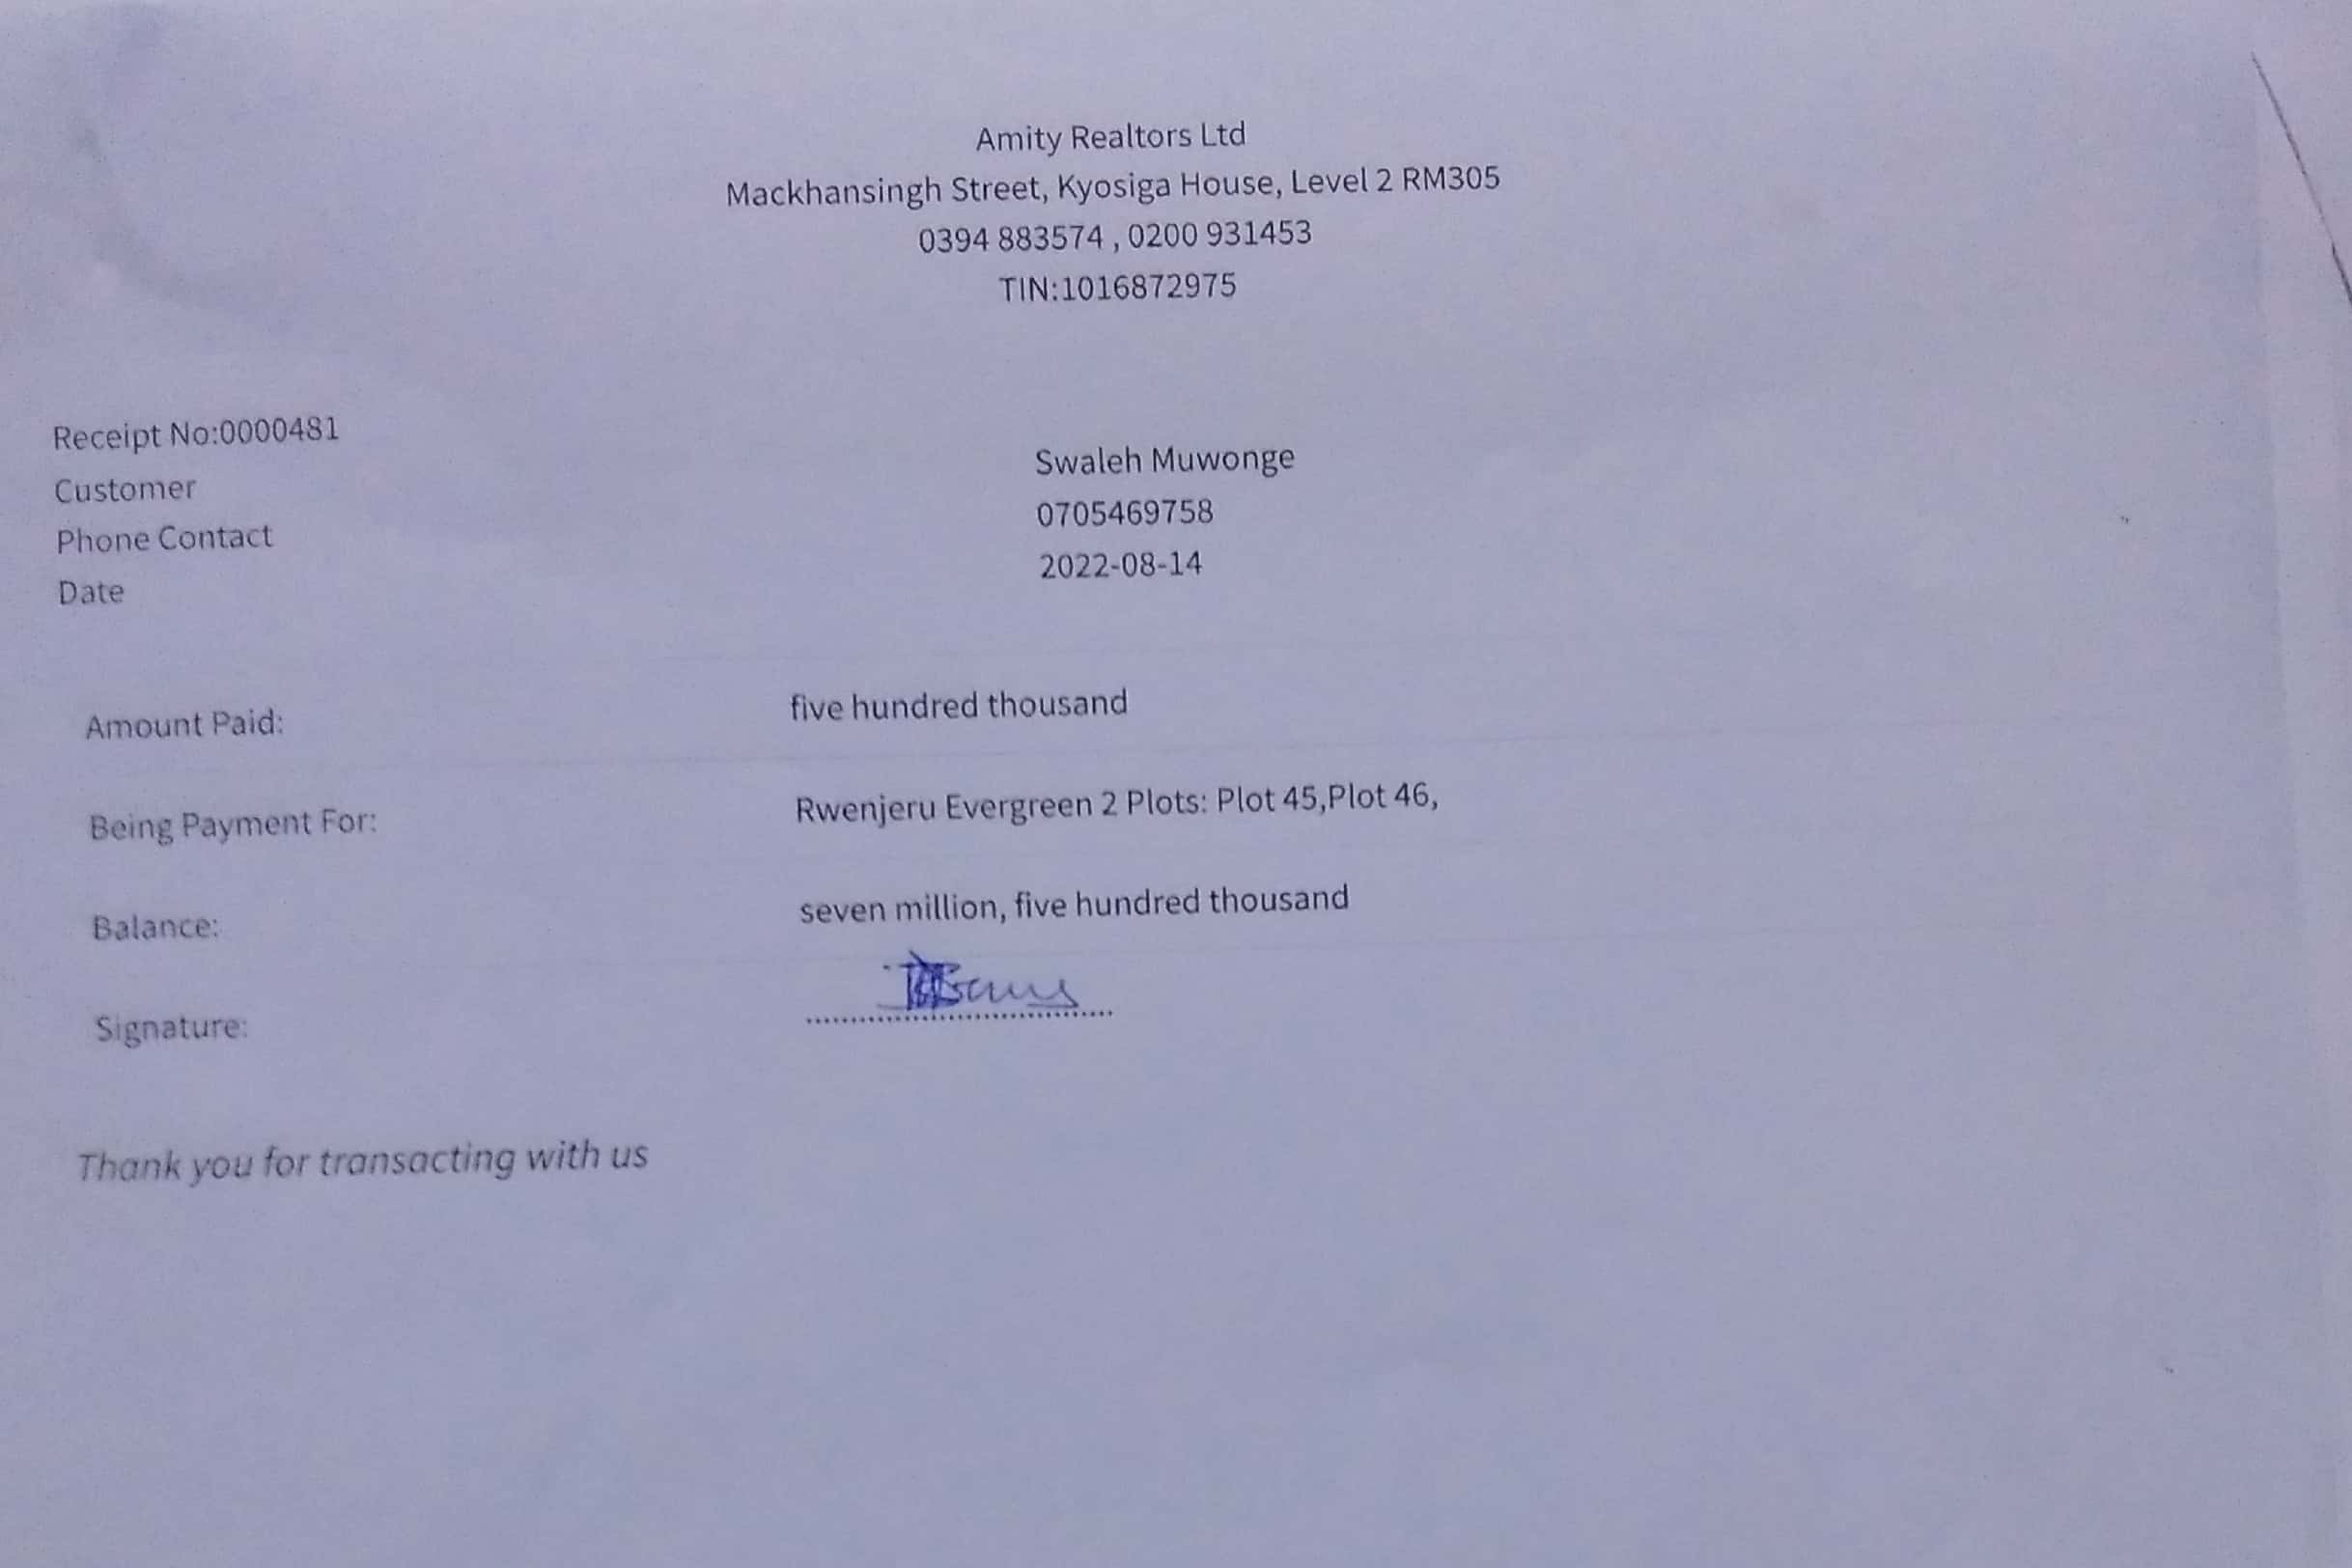 Amity Realtors Ltd
Mackhansingh Street, Kyosiga House, Level 2 RM305
0394 883574 , 0200 931453
TIN:1016872975
Receipt No:0000481
Customer Swaleh Muwonge
Phone Contact 0705469758
Date 2022-08-14
Amount Paid: five hundred thousand
Being Payment For: Rwenjeru Evergreen 2 Plots: Plot 45,Plot 46,
Balance: seven million, five hundred thousand
Signature:
Thank you for transacting with us